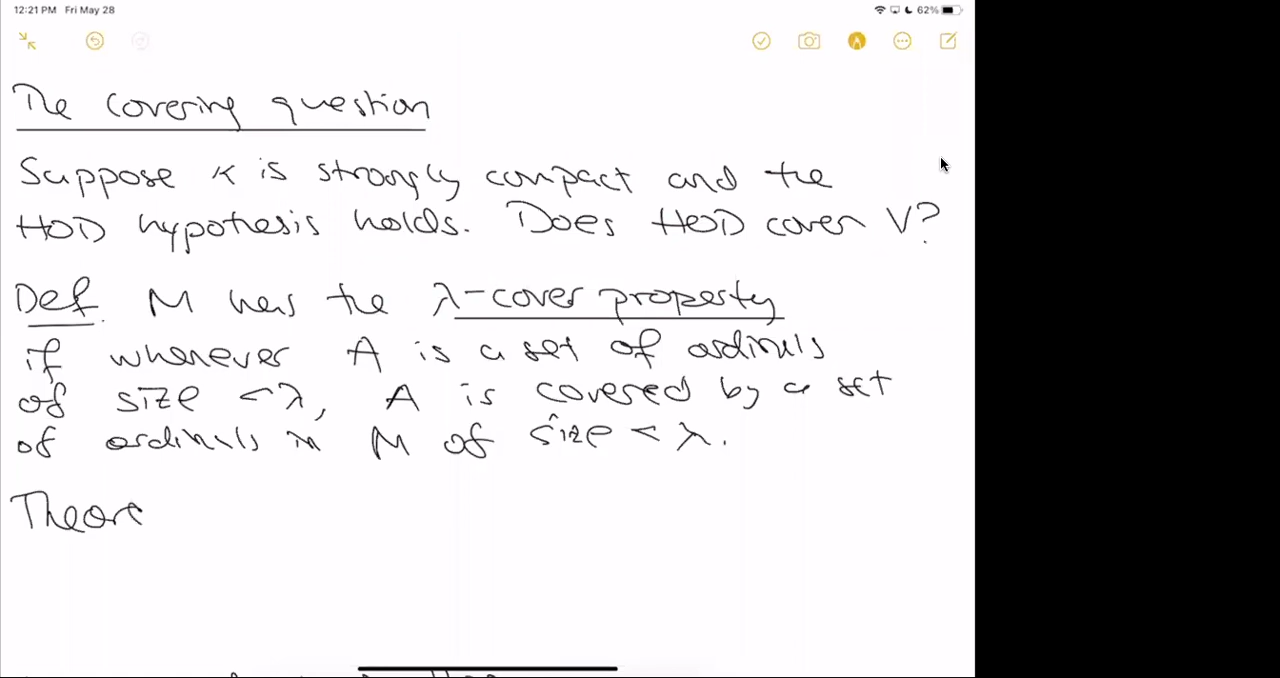 12:21 PM Fri May 28
62%
The covering question
Suppose κ is strongly compact and the
HOD hypothesis holds. Does HOD cover V?
Def. M has the λ-cover property
if whenever A is a set of ordinals
of size <λ, A is covered by a set
of ordinals in M of size < λ.
Theore